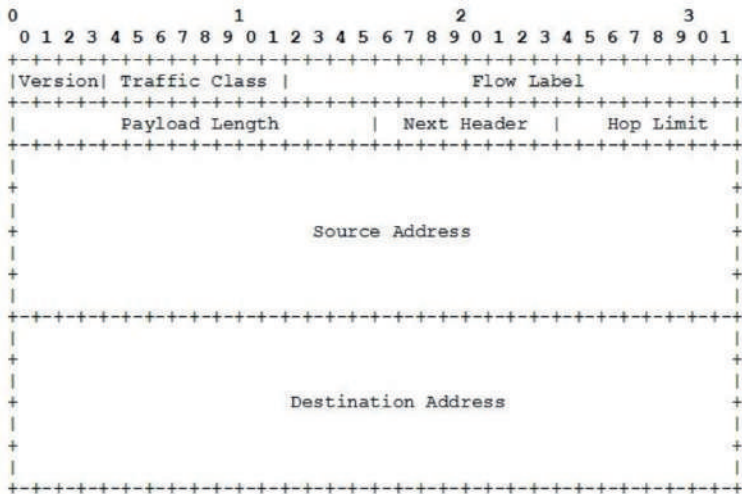 0 1 2 3
0 1 2 3 4 5 6 7 8 9 0 1 2 3 4 5 6 7 8 9 0 1 2 3 4 5 6 7 8 9 0 1
+-+-+-+-+-+-+-+-+-+-+-+-+-+-+-+-+-+-+-+-+-+-+-+-+-+-+-+-+-+-+-+-+
|Version| Traffic Class | Flow Label |
+-+-+-+-+-+-+-+-+-+-+-+-+-+-+-+-+-+-+-+-+-+-+-+-+-+-+-+-+-+-+-+-+
| Payload Length | Next Header | Hop Limit |
+-+-+-+-+-+-+-+-+-+-+-+-+-+-+-+-+-+-+-+-+-+-+-+-+-+-+-+-+-+-+-+-+
| |
+ +
| |
+ Source Address +
| |
+ +
| |
+-+-+-+-+-+-+-+-+-+-+-+-+-+-+-+-+-+-+-+-+-+-+-+-+-+-+-+-+-+-+-+-+
| |
+ +
| |
+ Destination Address +
| |
+ +
| |
+-+-+-+-+-+-+-+-+-+-+-+-+-+-+-+-+-+-+-+-+-+-+-+-+-+-+-+-+-+-+-+-+